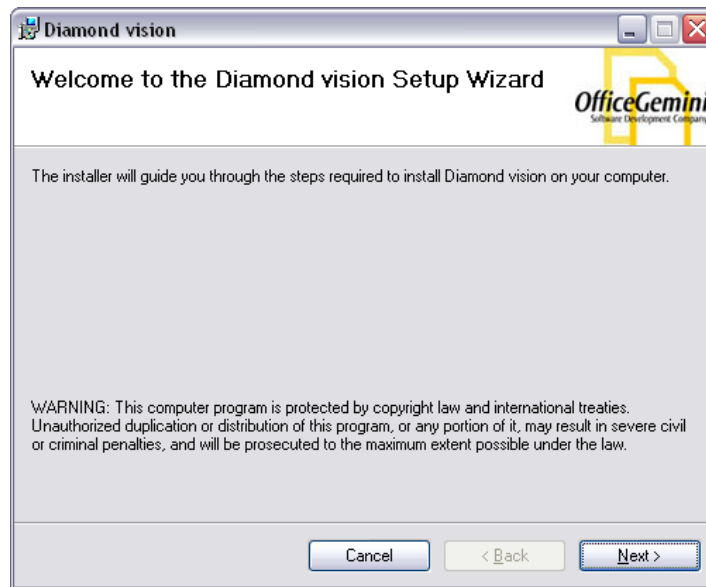 Diamond vision
Welcome to the Diamond vision Setup Wizard
OfficeGemini
Software Development Company
The installer will guide you through the steps required to install Diamond vision on your computer.
WARNING: This computer program is protected by copyright law and international treaties.
Unauthorized duplication or distribution of this program, or any portion of it, may result in severe civil
or criminal penalties, and will be prosecuted to the maximum extent possible under the law.
Cancel
< Back
Next >